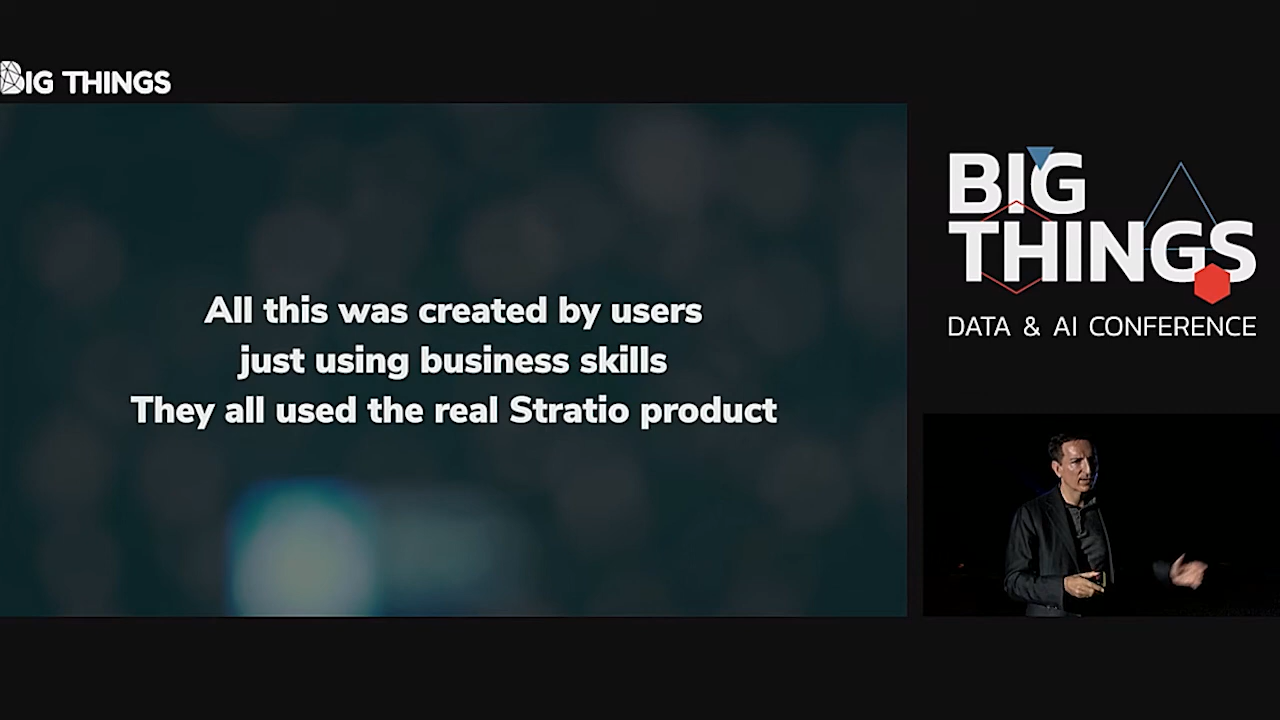 BIG THINGS
All this was created by users
just using business skills
They all used the real Stratio product
BIG
THINGS
DATA & AI CONFERENCE